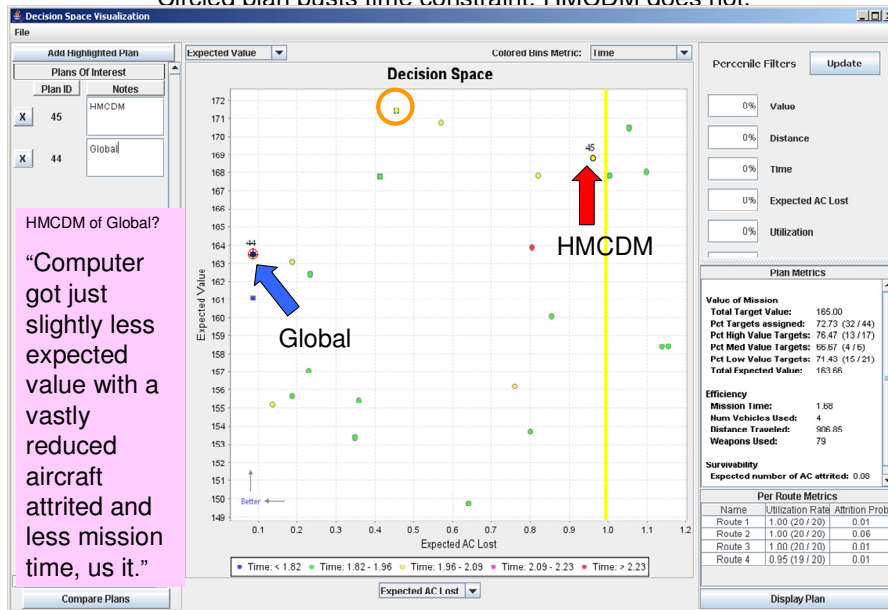 Circled plan busts time constraint. HMCDM does not.
Decision Space Visualization
File
Add Highlighted Plan
Plans Of Interest
Plan ID Notes
X 45 HMCDM
X 44 Global
HMCDM of Global?
“Computer
got just
slightly less
expected
value with a
vastly
reduced
aircraft
attrited and
less mission
time, us it.”
Compare Plans
Expected Value
Colored Bins Metric: Time
Decision Space
172
171
170
169
168
167
166
165
164
163
162
161
160
159
158
157
156
155
154
153
152
151
150
149
Expected Value
45
44
HMCDM
Global
Better
0.1 0.2 0.3 0.4 0.5 0.6 0.7 0.8 0.9 1.0 1.1 1.2
Expected AC Lost
Time: < 1.82 Time: 1.82 - 1.96 Time: 1.96 - 2.09 Time: 2.09 - 2.23 Time: > 2.23
Expected AC Lost
Percenile Filters Update
0% Value
0% Distance
0% Time
0% Expected AC Lost
0% Utilization
Plan Metrics
Value of Mission
Total Target Value: 165.00
Pct Targets assigned: 72.73 (32 / 44)
Pct High Value Targets: 76.47 (13 / 17)
Pct Med Value Targets: 66.67 (4 / 6)
Pct Low Value Targets: 71.43 (15 / 21)
Total Expected Value: 163.66
Efficiency
Mission Time: 1.68
Num Vehicles Used: 4
Distance Traveled: 906.85
Weapons Used: 79
Survivability
Expected number of AC attrited: 0.08
Per Route Metrics
Name Utilization Rate Attrition Prob
Route 1 1.00 (20 / 20) 0.01
Route 2 1.00 (20 / 20) 0.06
Route 3 1.00 (20 / 20) 0.01
Route 4 0.95 (19 / 20) 0.01
Display Plan